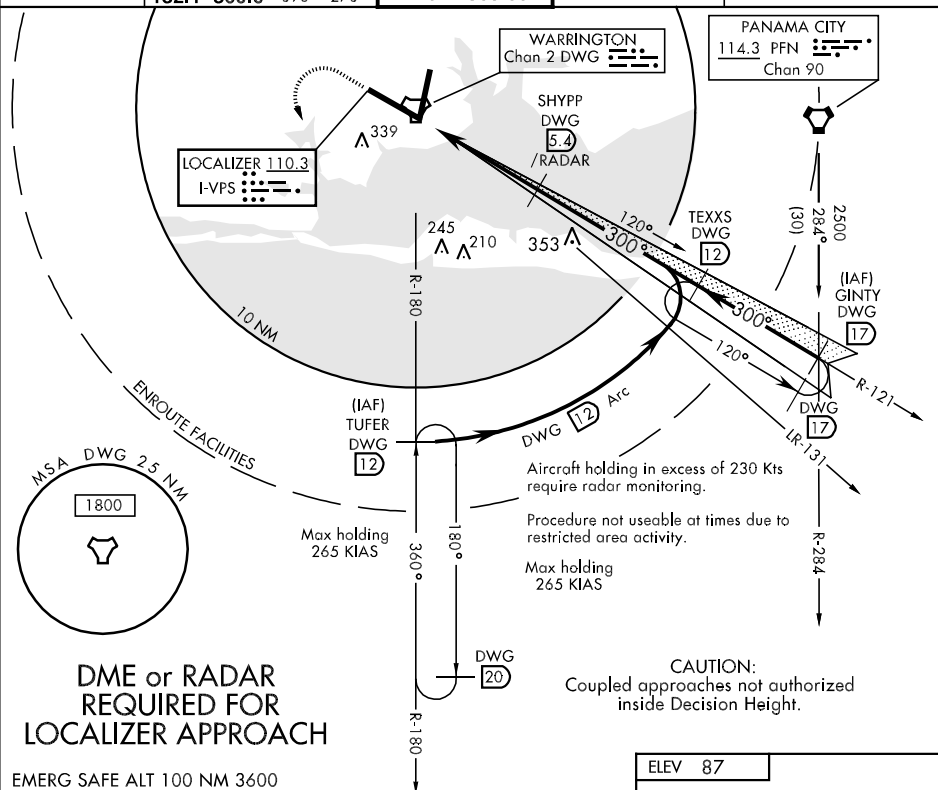 WARRINGTON
Chan 2 DWG
PANAMA CITY
114.3 PFN
Chan 90
SHYPP
DWG
5.4
/RADAR
339
LOCALIZER 110.3
I-VPS
245
210
353
120°
300°
TEXXS
DWG
12
2500
284°
(30)
(IAF)
GINTY
DWG
17
R-180
10 NM
300°
120°
R-121
DWG
17
LR-131
ENROUTE FACILITIES
(IAF)
TUFER
DWG
12
DWG 12 Arc
MSA DWG 25 NM
1800
Aircraft holding in excess of 230 Kts
require radar monitoring.
Procedure not useable at times due to
restricted area activity.
Max holding
265 KIAS
Max holding
265 KIAS
360°
180°
R-284
DWG
20
R-180
DME or RADAR
REQUIRED FOR
LOCALIZER APPROACH
CAUTION:
Coupled approaches not authorized
inside Decision Height.
EMERG SAFE ALT 100 NM 3600
ELEV 87